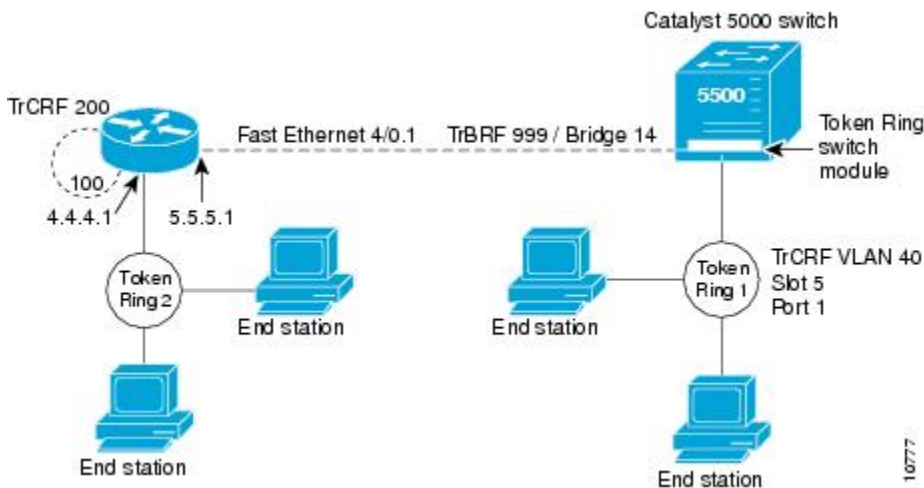 Catalyst 5000 switch
TrCRF 200
5500
Fast Ethernet 4/0.1
TrBRF 999 / Bridge 14
Token Ring
switch
module
100
4.4.4.1
5.5.5.1
Token
Ring 2
End station
End station
Token
Ring 1
TrCRF VLAN 40
Slot 5
Port 1
End station
End station
10777